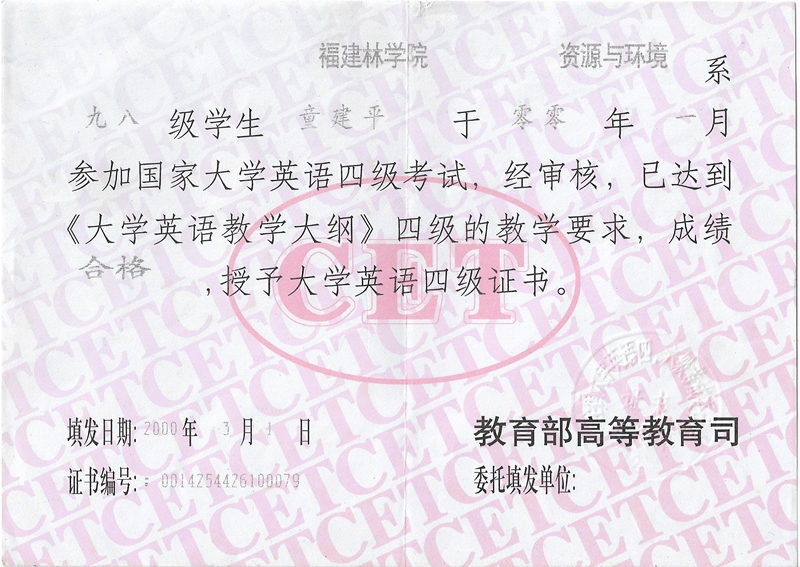 福建林学院 资源与环境 系
九八 级学生 童建平 于 零零 年 一月
参加国家大学英语四级考试，经审核，已达到
《大学英语教学大纲》四级的教学要求，成绩
合格，授予大学英语四级证书。
CET
填发日期: 2000 年 3 月 1 日
教育部高等教育司
证书编号: : 0014254426100079
委托填发单位: